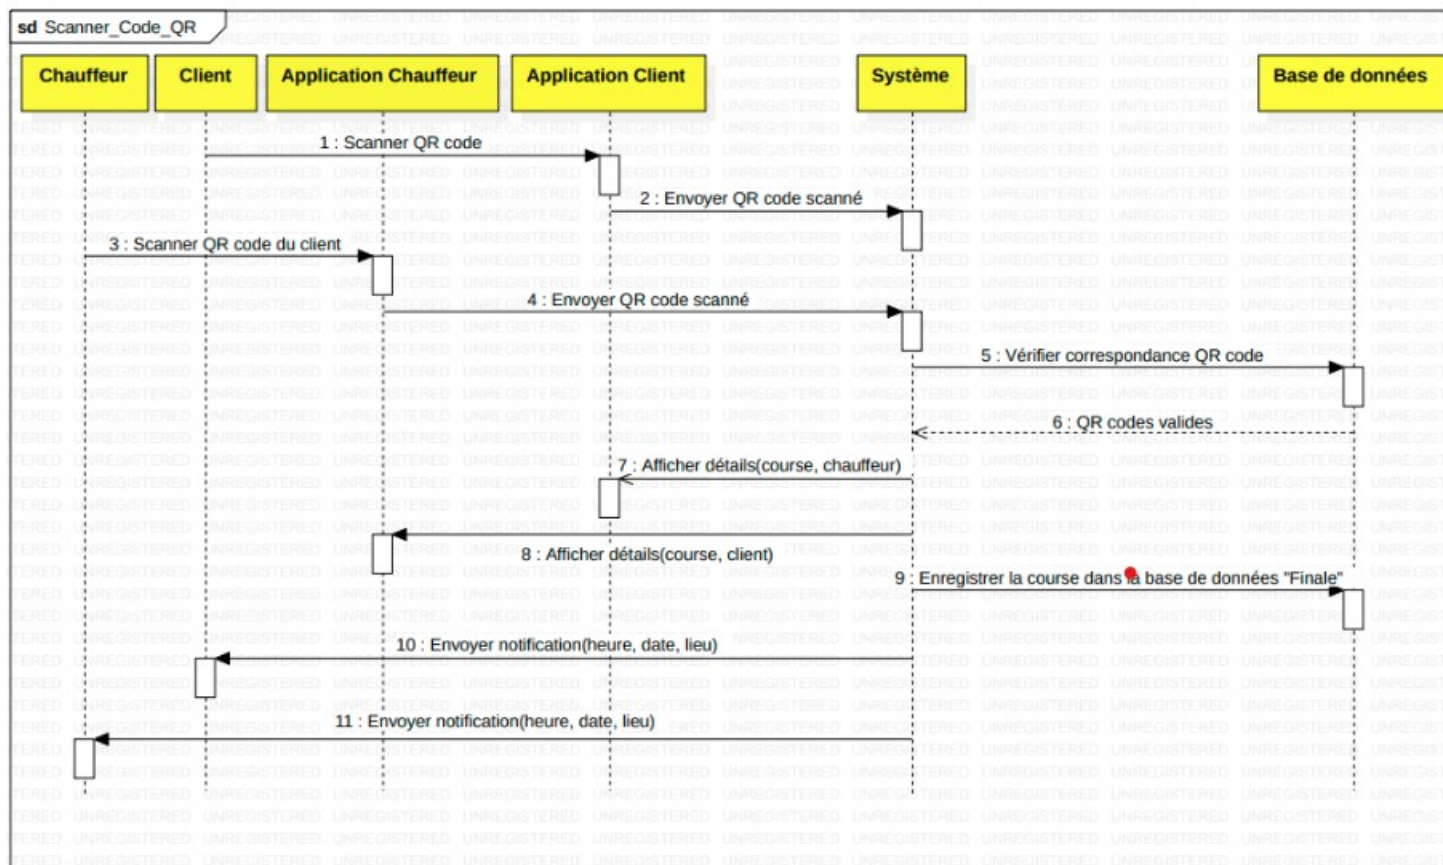 sd Scanner_Code_QR
Chauffeur
Client
Application Chauffeur
Application Client
Système
Base de données
1 : Scanner QR code
2 : Envoyer QR code scanné
3 : Scanner QR code du client
4 : Envoyer QR code scanné
5 : Vérifier correspondance QR code
6 : QR codes valides
7 : Afficher détails(course, chauffeur)
8 : Afficher détails(course, client)
9 : Enregistrer la course dans la base de données "Finale"
10 : Envoyer notification(heure, date, lieu)
11 : Envoyer notification(heure, date, lieu)
UNREGISTERED